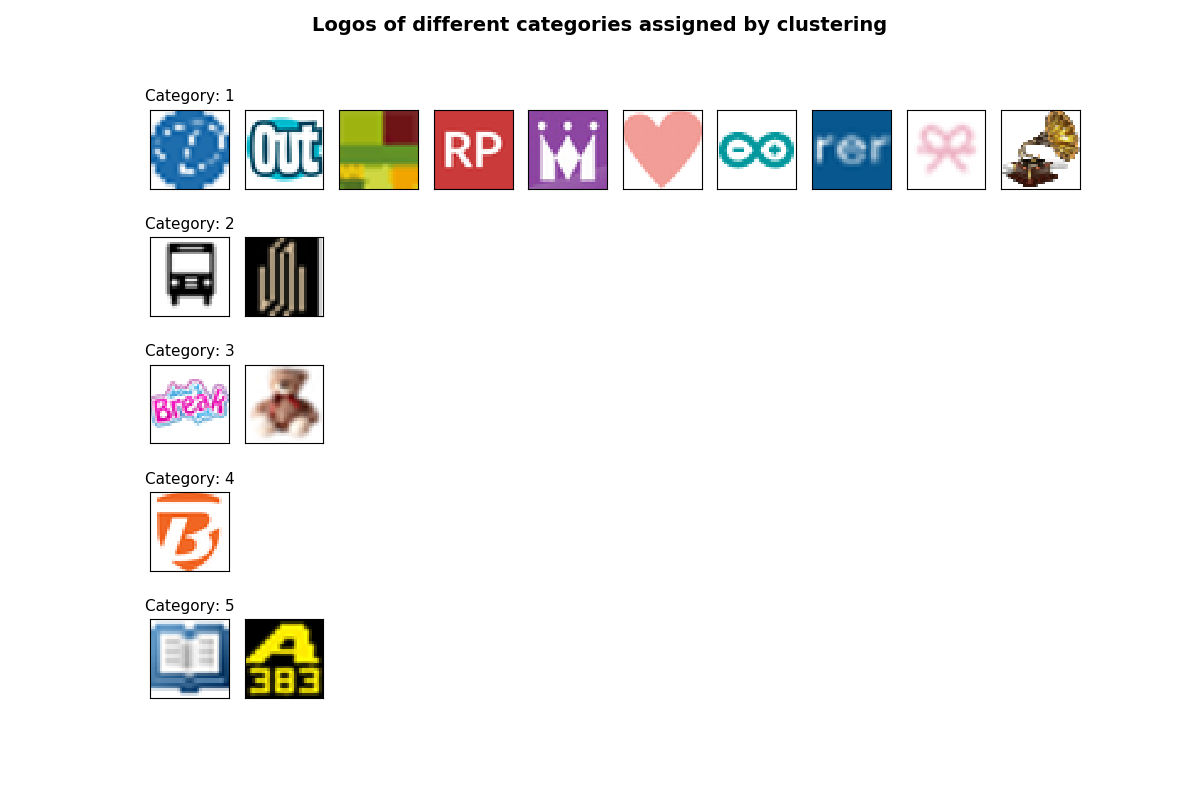 Logos of different categories assigned by clustering
Category: 1
Out
RP
rer
Category: 2
Category: 3
Break
Category: 4
B
Category: 5
A
383